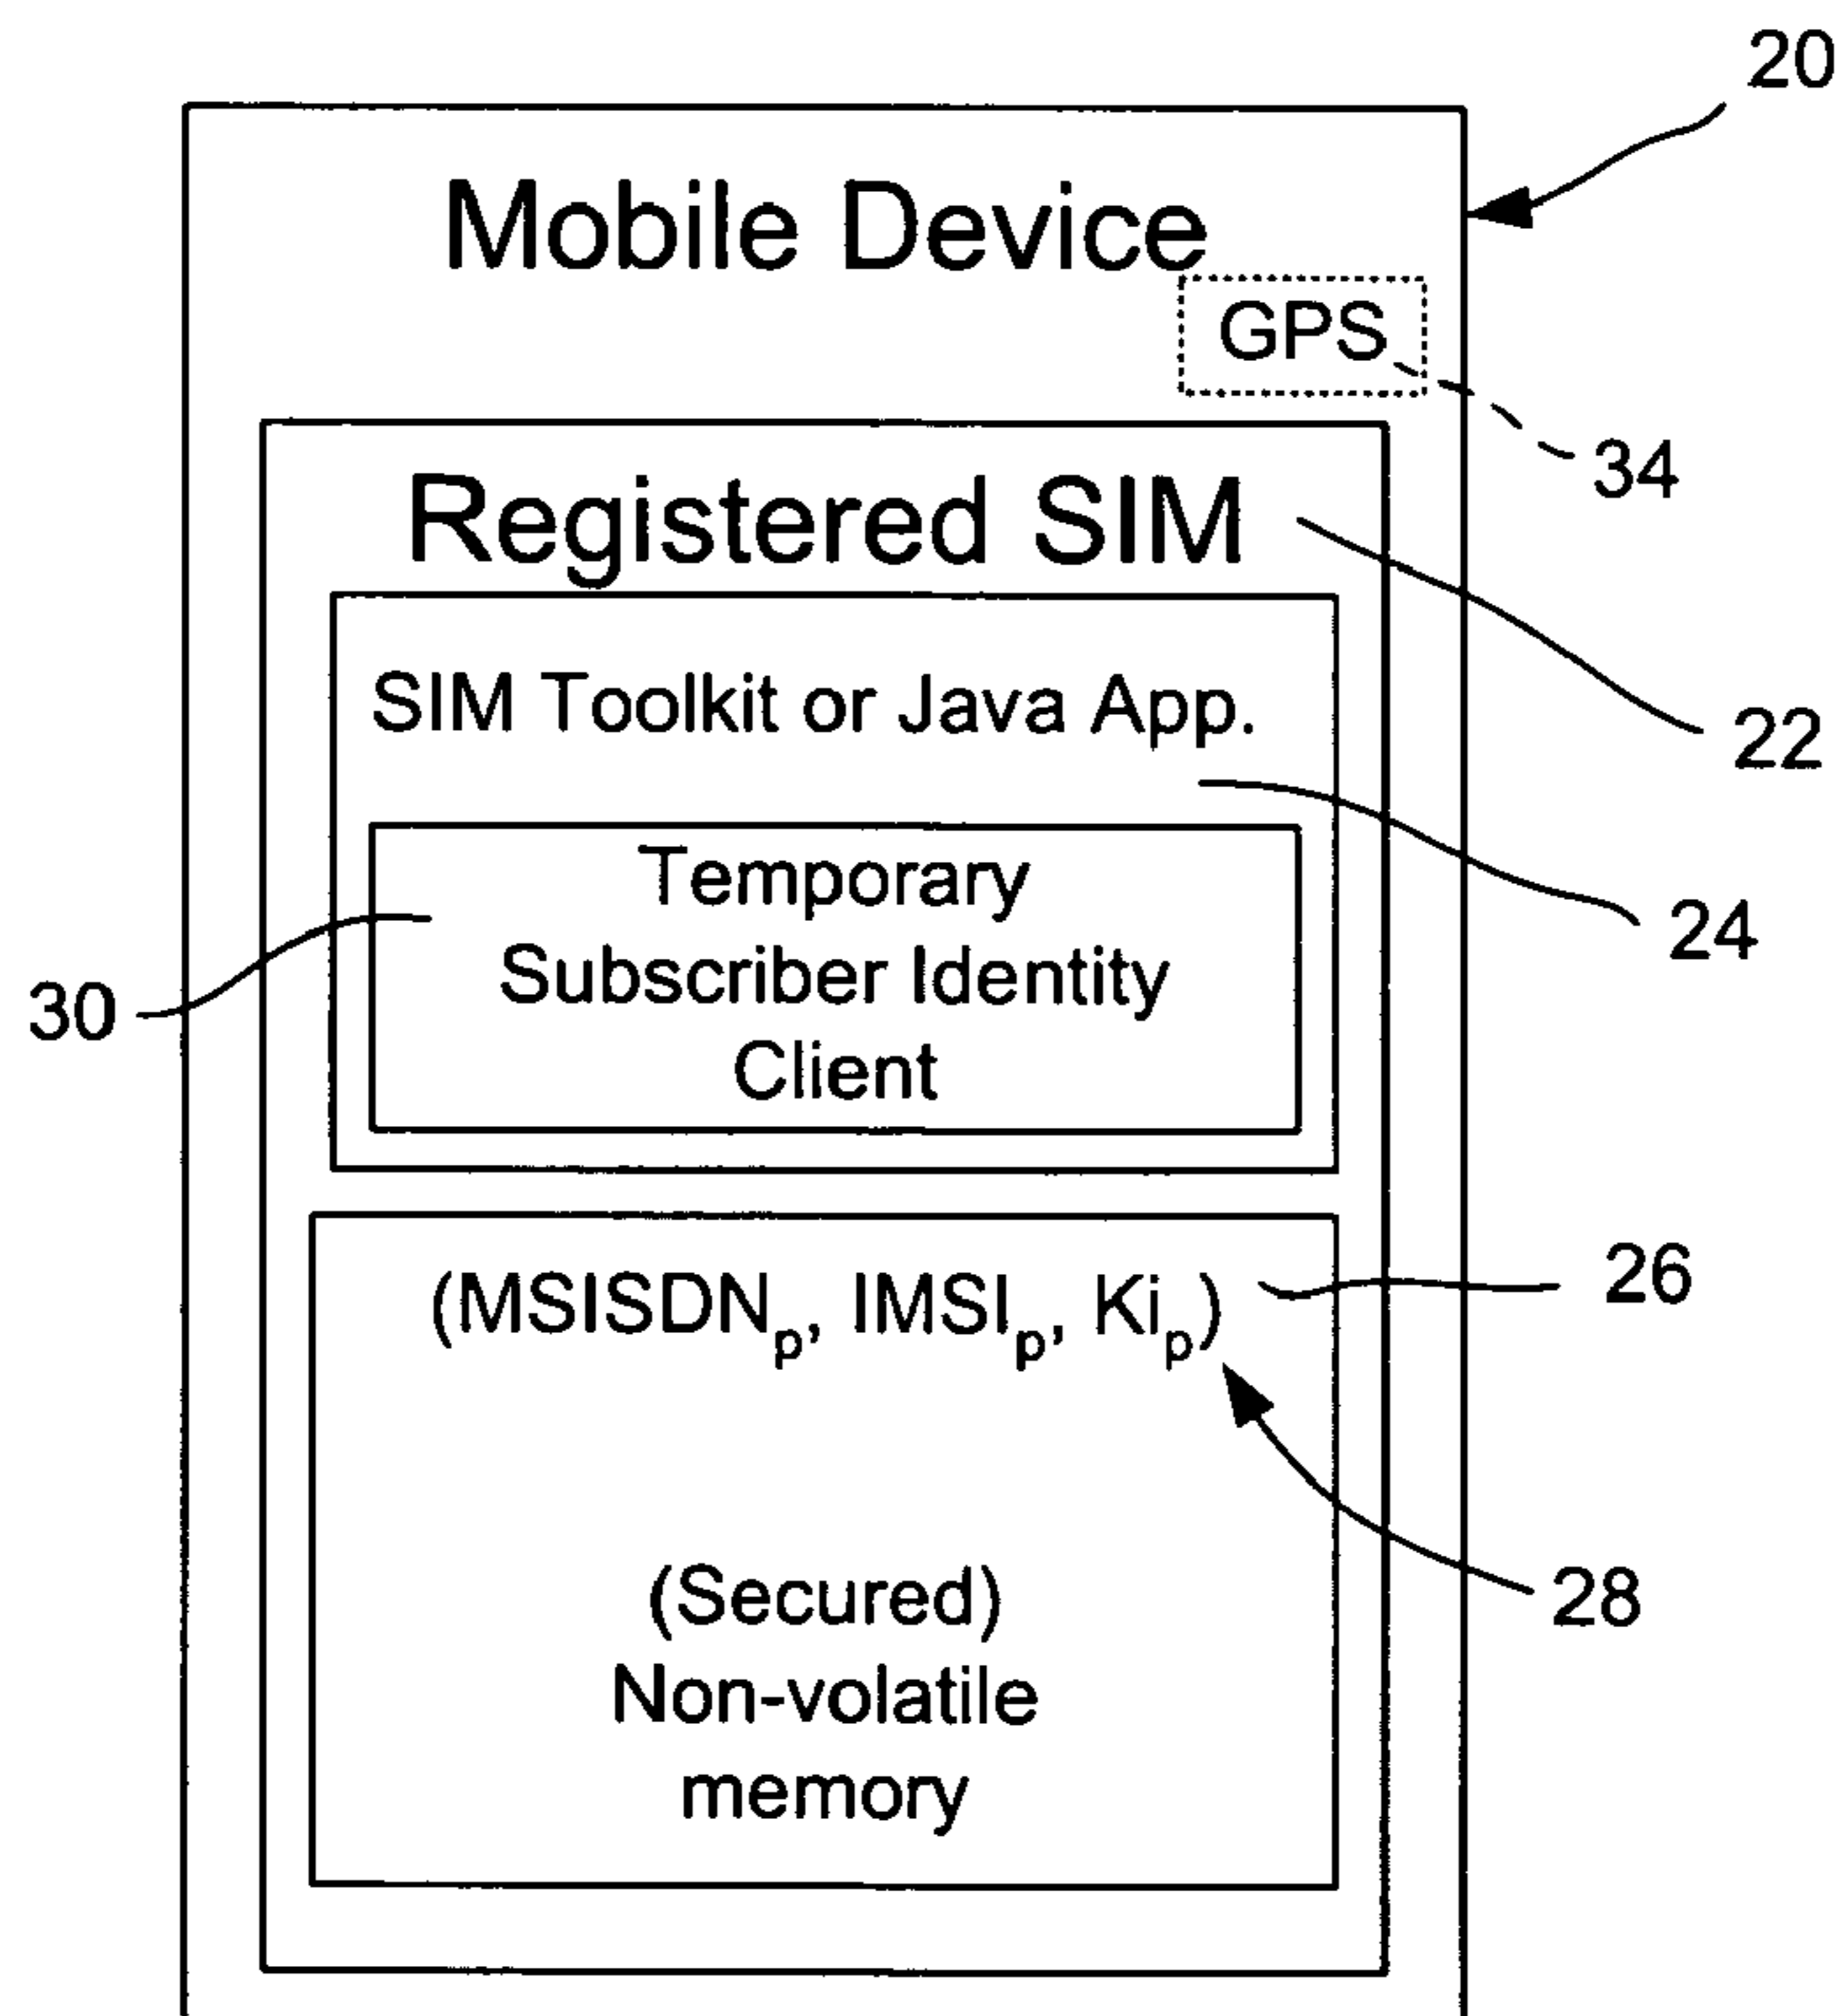 20
Mobile Device
GPS
34
Registered SIM
22
SIM Toolkit or Java App.
24
Temporary
Subscriber Identity
Client
30
(MSISDNp, IMSIp, Kip)
26
28
(Secured)
Non-volatile
memory